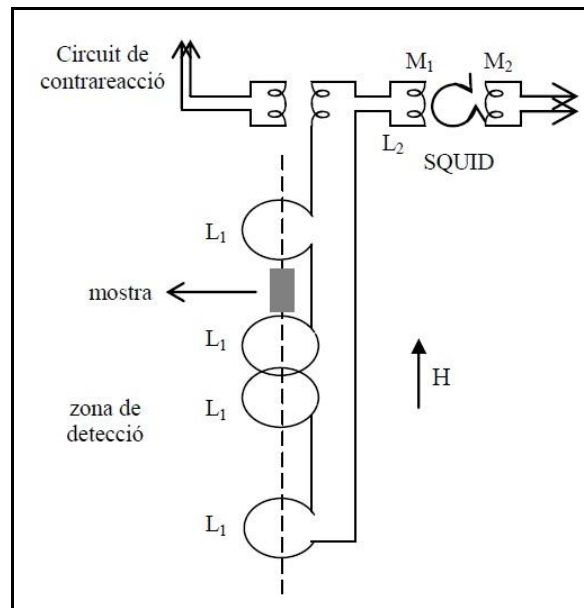 Circuit de
contrareacció
M₁
M₂
L₂
SQUID
L₁
mostra
L₁
H
L₁
zona de
detecció
L₁